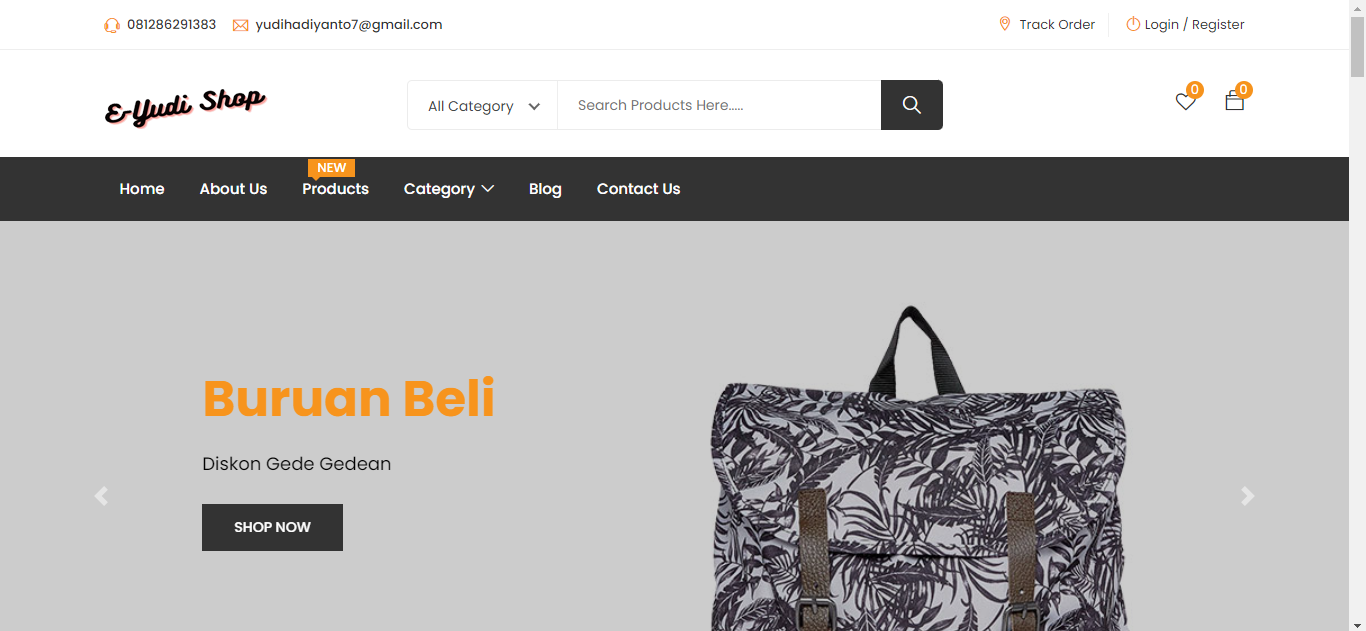 081286291383 yudihadiyanto7@gmail.com Track Order Login / Register
E-Yudi Shop All Category Search Products Here..... 0 0
NEW
Home About Us Products Category Blog Contact Us
Buruan Beli
Diskon Gede Gedean
SHOP NOW